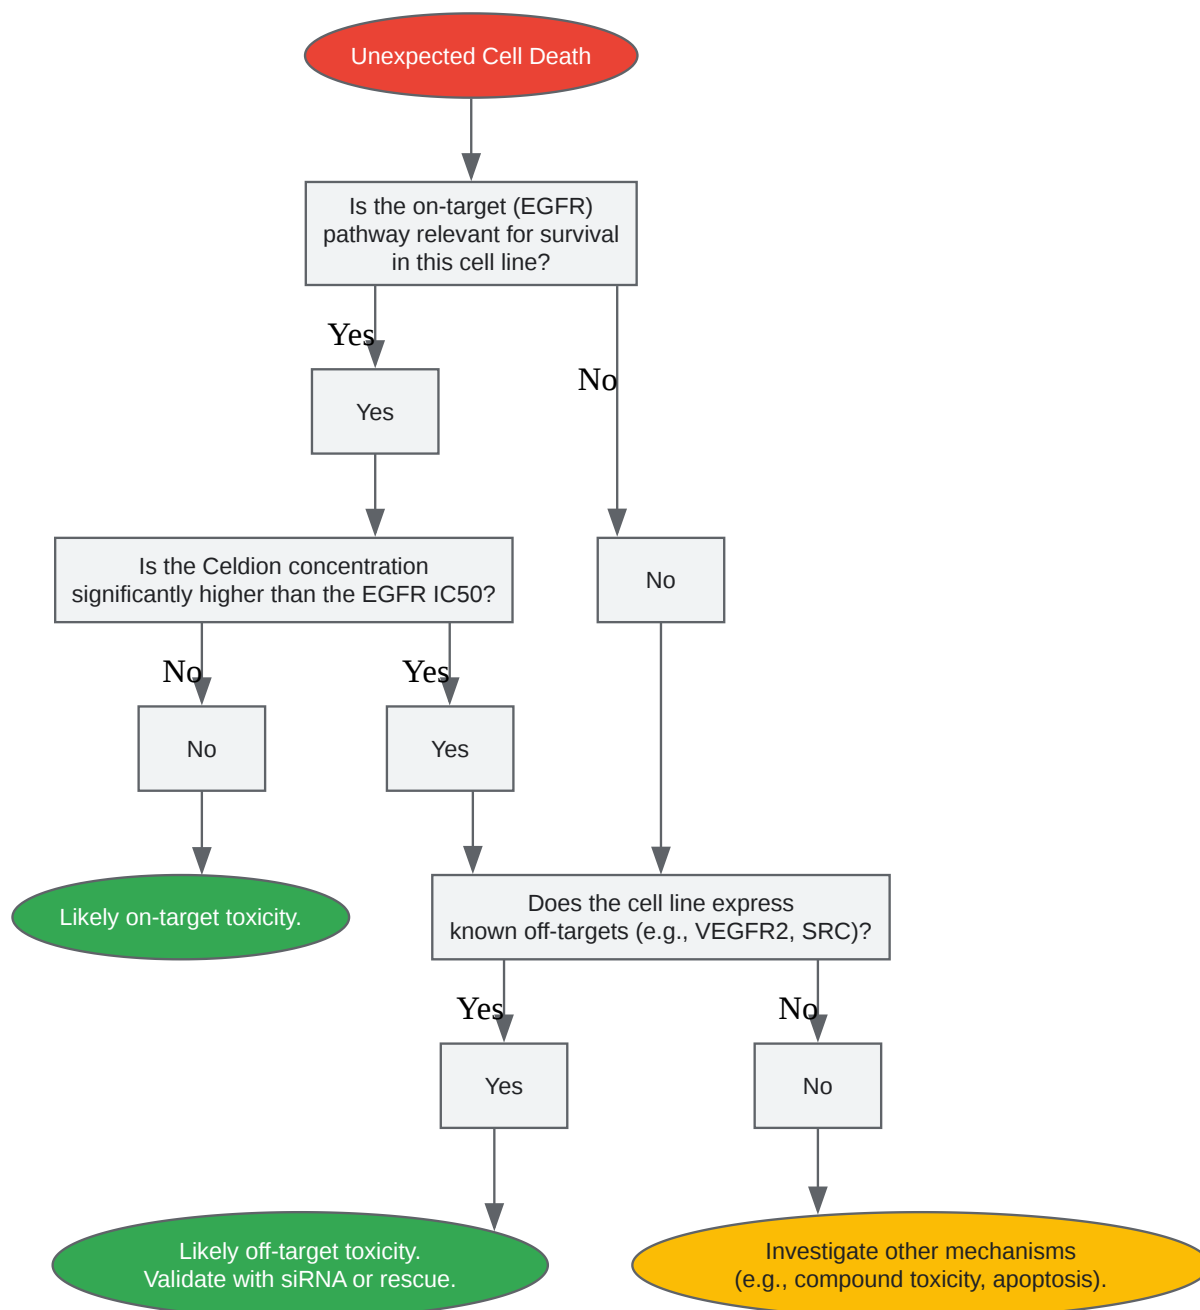 Unexpected Cell Death
Is the on-target (EGFR)
pathway relevant for survival
in this cell line?
Yes
No
Yes
Is the Celdion concentration
significantly higher than the EGFR IC50?
No
No
Yes
No
Yes
Likely on-target toxicity.
Does the cell line express
known off-targets (e.g., VEGFR2, SRC)?
Yes
No
Yes
No
Likely off-target toxicity.
Validate with siRNA or rescue.
Investigate other mechanisms
(e.g., compound toxicity, apoptosis).